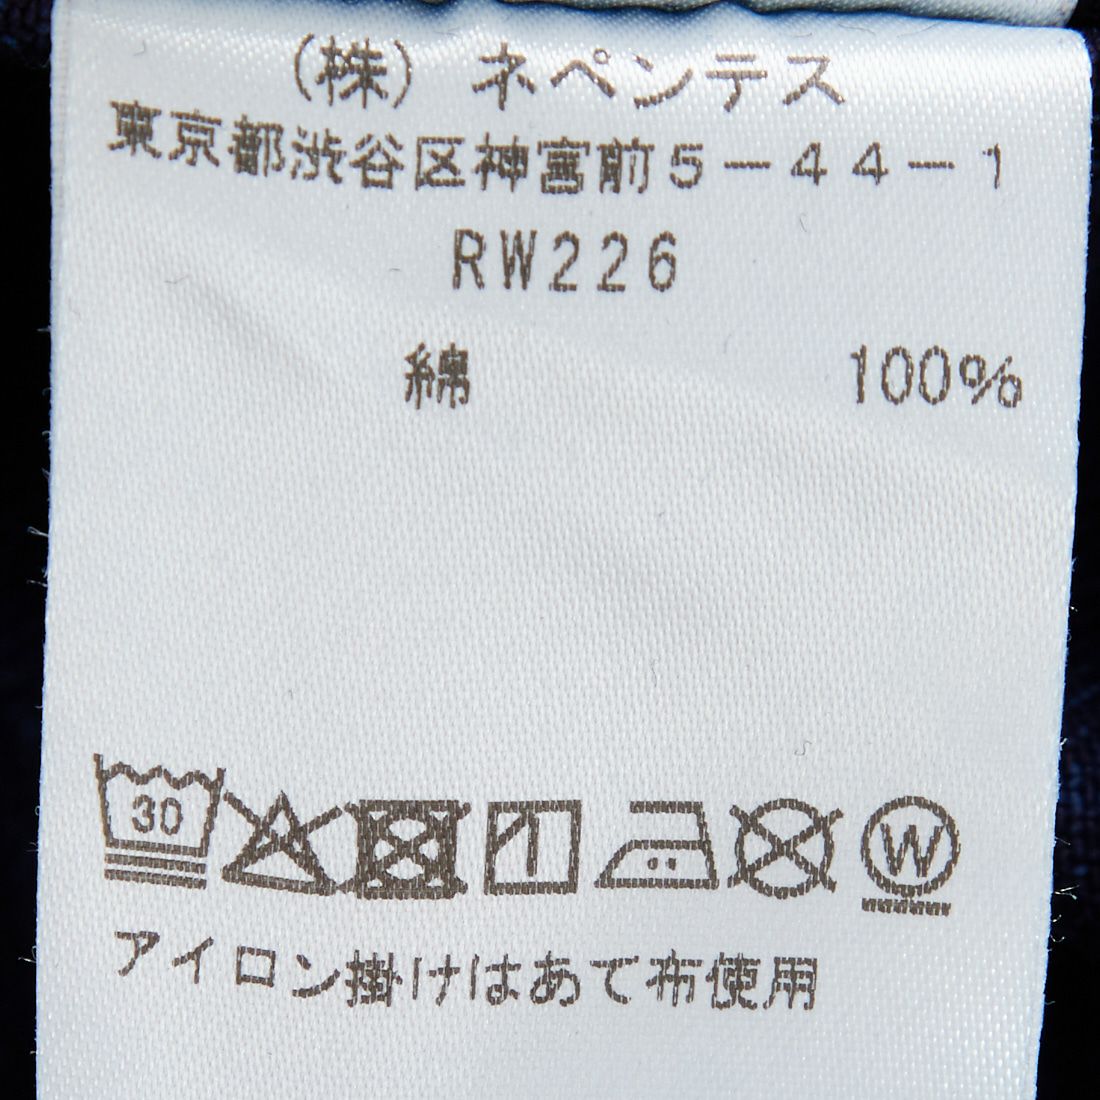 (株)ネペンテス
東京都渋谷区神宮前5-44-1
RW226
綿 100%
30 W
アイロン掛けはあて布使用